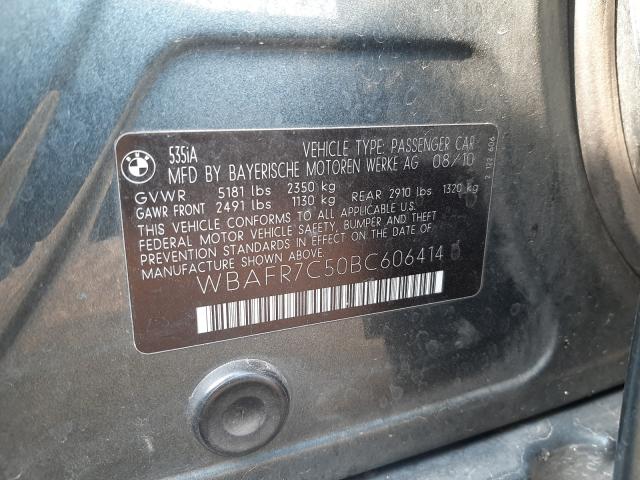 BMW
535iA VEHICLE TYPE: PASSENGER CAR
MFD BY BAYERISCHE MOTOREN WERKE AG 08/10
GVWR 5181 lbs 2350 kg
GAWR FRONT 2491 lbs 1130 kg REAR 2910 lbs 1320 kg
THIS VEHICLE CONFORMS TO ALL APPLICABLE U.S.
FEDERAL MOTOR VEHICLE SAFETY, BUMPER, AND THEFT
PREVENTION STANDARDS IN EFFECT ON THE DATE OF
MANUFACTURE SHOWN ABOVE.
WBAFR7C50BC606414